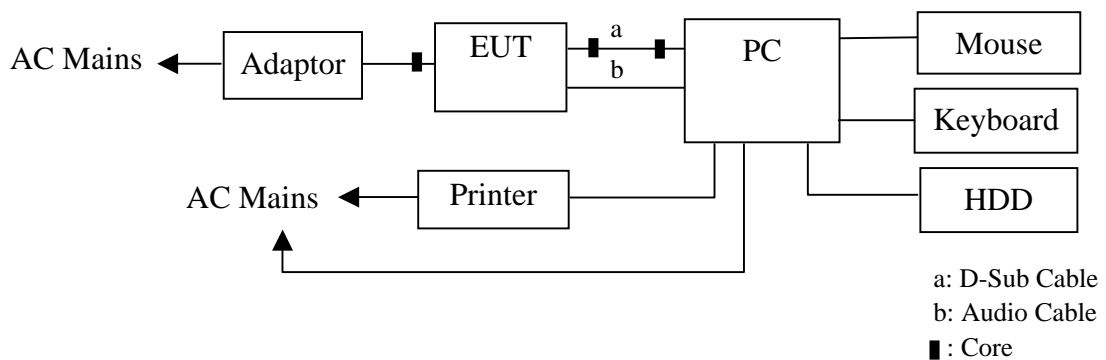 a
AC Mains
Adaptor
EUT
PC
Mouse
b
Keyboard
AC Mains
Printer
HDD
a: D-Sub Cable
b: Audio Cable
: Core